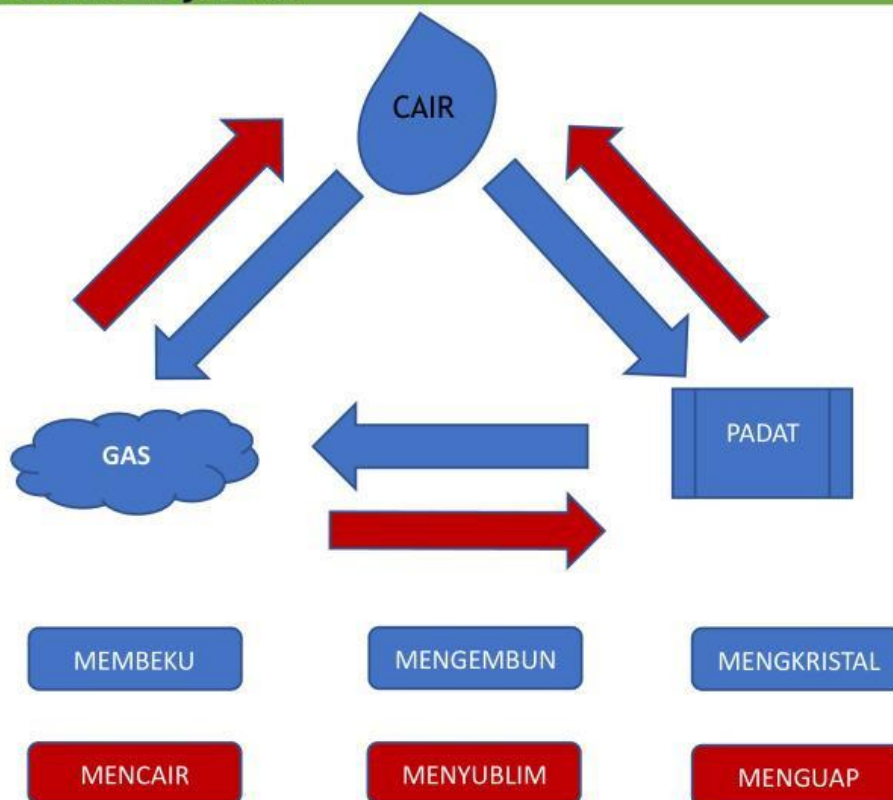 CAIR
GAS
PADAT
MEMBEKU
MENGEMBUN
MENGKRISTAL
MENCAIR
MENYUBLIM
MENGUAP